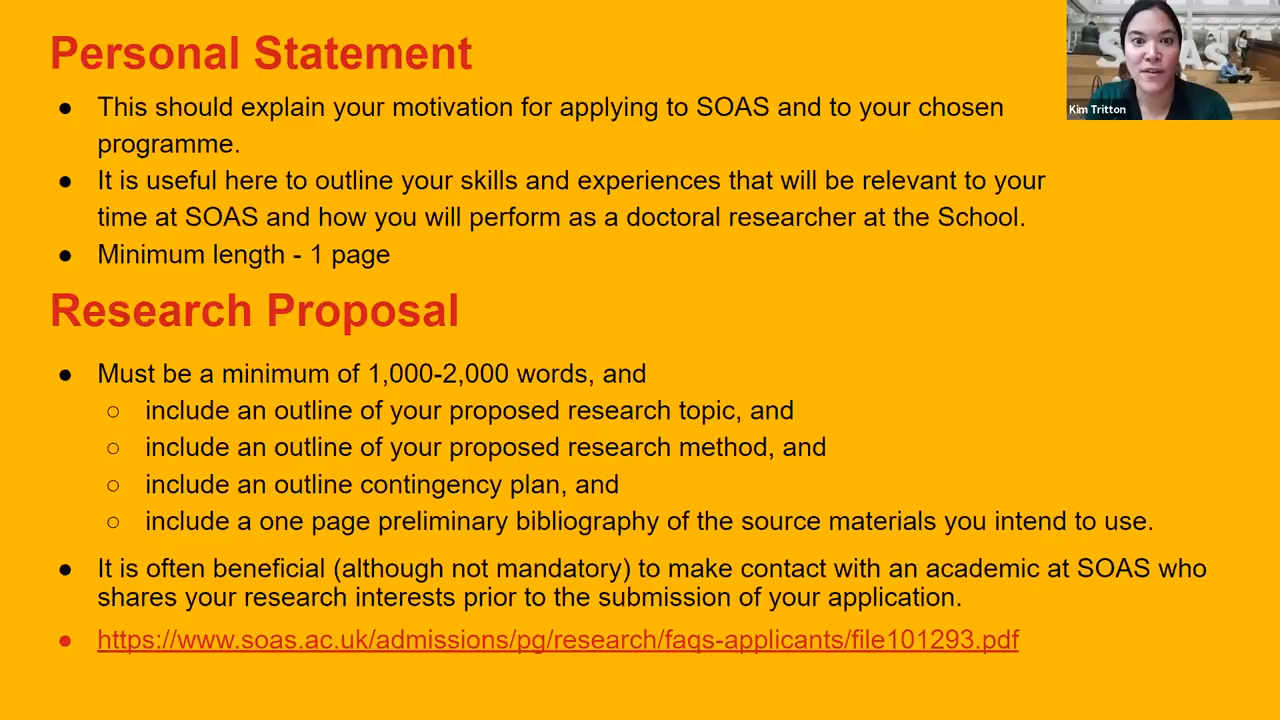 Personal Statement
● This should explain your motivation for applying to SOAS and to your chosen
programme.
● It is useful here to outline your skills and experiences that will be relevant to your
time at SOAS and how you will perform as a doctoral researcher at the School.
● Minimum length - 1 page
Research Proposal
● Must be a minimum of 1,000-2,000 words, and
○ include an outline of your proposed research topic, and
○ include an outline of your proposed research method, and
○ include an outline contingency plan, and
○ include a one page preliminary bibliography of the source materials you intend to use.
● It is often beneficial (although not mandatory) to make contact with an academic at SOAS who
shares your research interests prior to the submission of your application.
● https://www.soas.ac.uk/admissions/pg/research/faqs-applicants/file101293.pdf
SOAS
Kim Tritton